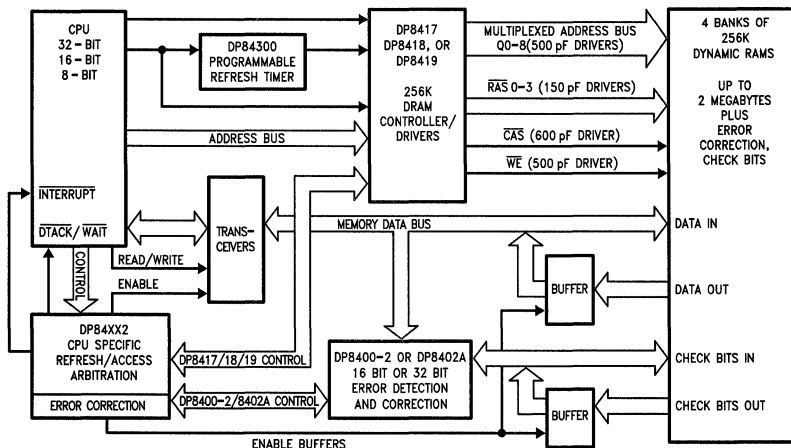 CPU
32-BIT
16-BIT
8-BIT
INTERRUPT
DTACK/WAIT
DP84300
PROGRAMMABLE
REFRESH TIMER
DP8417
DP8418, OR
DP8419
256K
DRAM
CONTROLLER/
DRIVERS
MULTIPLEXED ADDRESS BUS
Q0-8(500 pF DRIVERS)
RAS 0-3 (150 pF DRIVERS)
CAS (600 pF DRIVER)
WE (500 pF DRIVER)
4 BANKS OF
256K
DYNAMIC RAMS
UP TO
2 MEGABYTES
PLUS
ERROR
CORRECTION,
CHECK BITS
DATA IN
DATA OUT
CHECK BITS IN
CHECK BITS OUT
ADDRESS BUS
TRANS-
CEIVERS
MEMORY DATA BUS
READ/WRITE
ENABLE
CONTROL
BUFFER
DP84XX2
CPU SPECIFIC
REFRESH/ACCESS
ARBITRATION
ERROR CORRECTION
DP8417/18/19 CONTROL
DP8400-2/8402A CONTROL
DP8400-2 OR DP8402A
16 BIT OR 32 BIT
ERROR DETECTION
AND CORRECTION
BUFFER
ENABLE BUFFERS